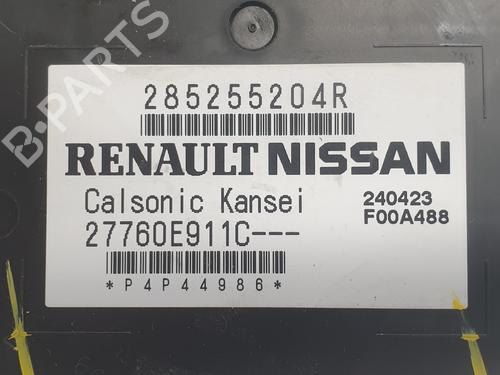 285255204R
RENAULT NISSAN
Calsonic Kansei 240423
27760E911C--- F00A488
*P4P44986*
B-PARTS